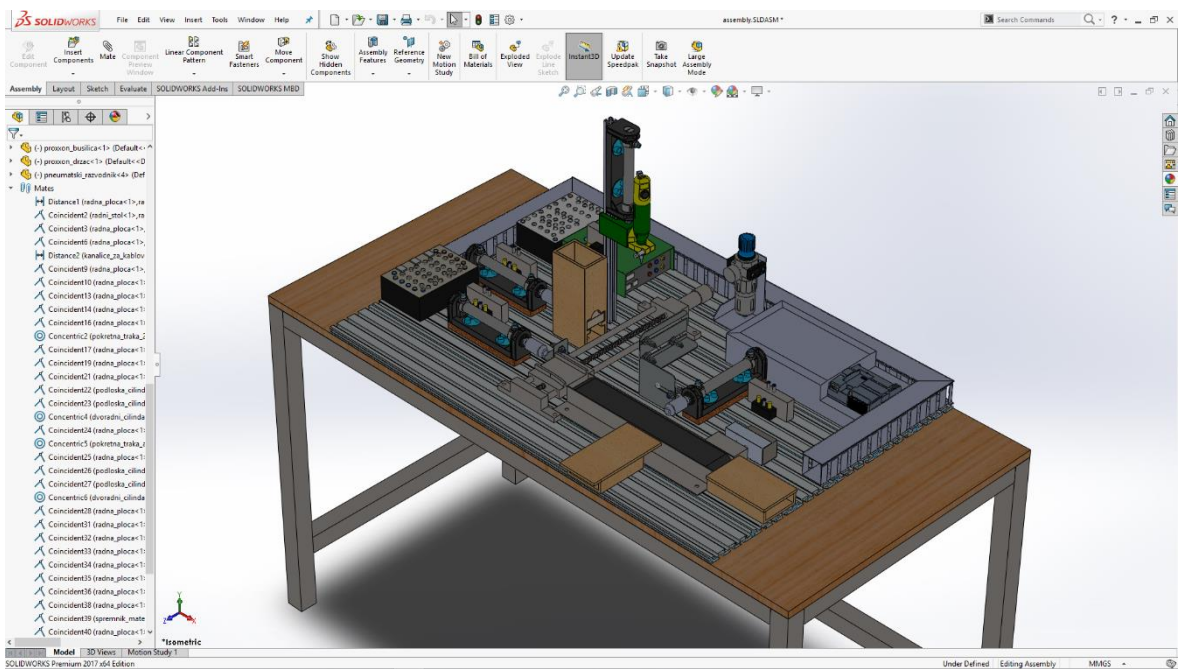 SOLIDWORKS File Edit View Insert Tools Window Help assembly.SLDASM * Search Commands
Edit Component
Insert Components
Mate
Component Preview Window
Linear Component Pattern
Smart Fasteners
Move Component
Show Hidden Components
Assembly Features
Reference Geometry
New Motion Study
Bill of Materials
Exploded View
Explode Line Sketch
Instant3D
Update Speedpak
Take Snapshot
Large Assembly Mode
Assembly Layout Sketch Evaluate SOLIDWORKS Add-Ins SOLIDWORKS MBD
(-) proxxon_busilica<1> (Default<<
(-) proxxon_drzac<1> (Default<<D
(-) pneumatski_razvodnik<4> (Def
Mates
Distance1 (radna_ploca<1>,ra
Coincident2 (radni_stol<1>,ra
Coincident3 (radna_ploca<1>,
Coincident6 (radna_ploca<1>,
Distance2 (kanalice_za_kablov
Coincident9 (radna_ploca<1>,
Coincident10 (radna_ploca<1:
Coincident13 (radna_ploca<1:
Coincident14 (radna_ploca<1:
Coincident16 (radna_ploca<1:
Concentric2 (pokretna_traka_2
Coincident17 (radna_ploca<1:
Coincident19 (radna_ploca<1:
Coincident21 (radna_ploca<1:
Coincident22 (podloska_cilind
Coincident23 (podloska_cilind
Concentric4 (dvoradni_cilinda
Coincident24 (radna_ploca<1:
Concentric5 (pokretna_traka_2
Coincident25 (radna_ploca<1:
Coincident26 (podloska_cilind
Coincident27 (podloska_cilind
Concentric6 (dvoradni_cilinda
Coincident28 (radna_ploca<1:
Coincident31 (radna_ploca<1:
Coincident32 (radna_ploca<1:
Coincident33 (radna_ploca<1:
Coincident34 (radna_ploca<1:
Coincident35 (radna_ploca<1:
Coincident36 (radna_ploca<1:
Coincident38 (radna_ploca<1:
Coincident39 (spremnik_mate
Coincident40 (radna_ploca<1:
Y
Z X
*Isometric
Model 3D Views Motion Study 1
SOLIDWORKS Premium 2017 x64 Edition Under Defined Editing Assembly MMGS